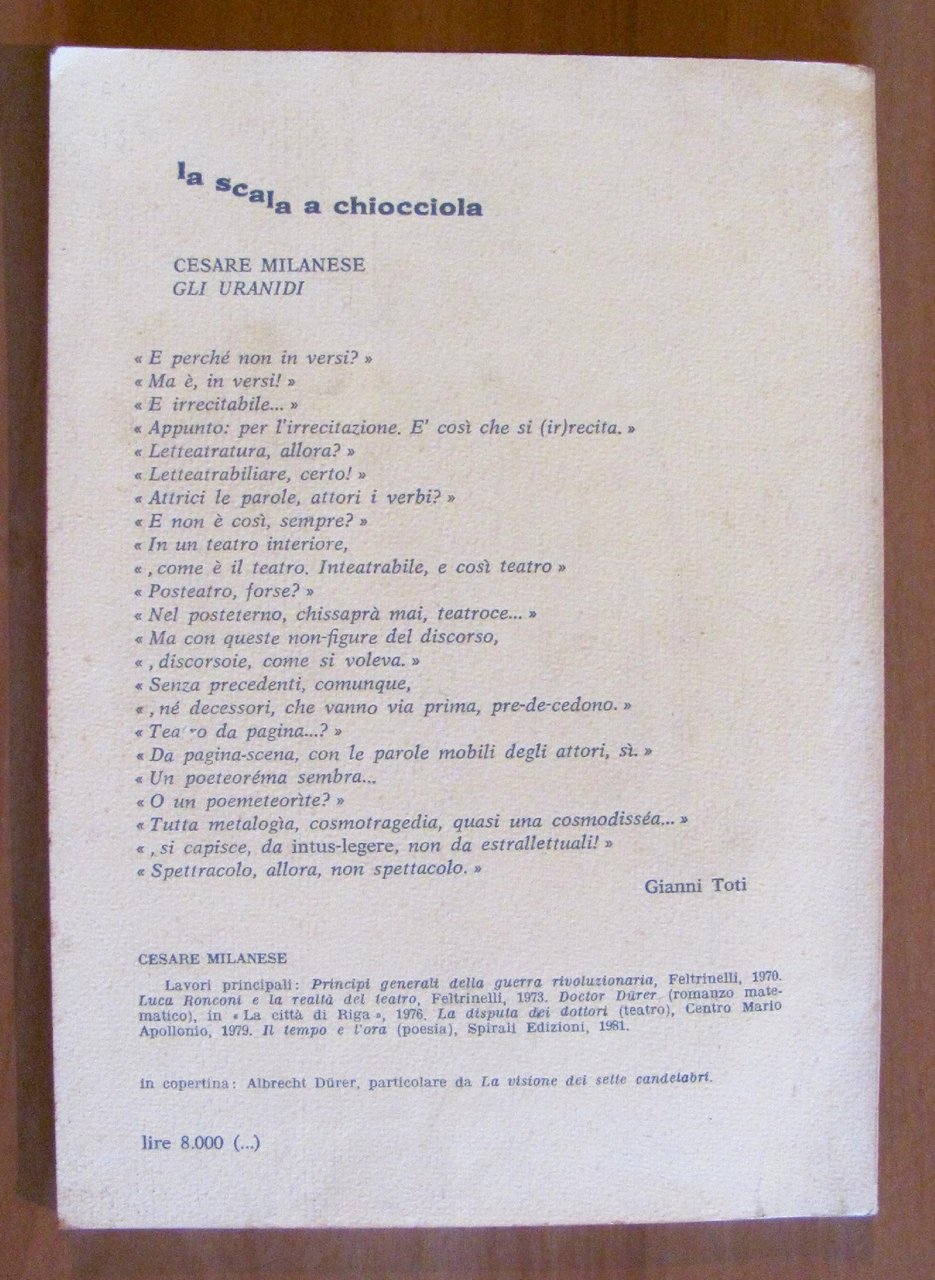 la scala a chiocciola
CESARE MILANESE
GLI URANIDI
« E perché non in versi? »
« Ma è, in versi! »
« E irrecitabile... »
« Appunto: per l'irrecitazione. E' così che si (ir)recita. »
« Letteatratura, allora? »
« Letteatrabiliare, certo! »
« Attrici le parole, attori i verbi? »
« E non è così, sempre? »
« In un teatro interiore,
« , come è il teatro. Inteatrabile, e così teatro »
« Posteatro, forse? »
« Nel posteterno, chissaprà mai, teatroce... »
« Ma con queste non-figure del discorso,
« , discorsoie, come si voleva. »
« Senza precedenti, comunque,
« , né decessori, che vanno via prima, pre-de-cedono. »
« Teatro da pagina...? »
« Da pagina-scena, con le parole mobili degli attori, sì. »
« Un poeteoréma sembra...
« O un poemeteorìte? »
« Tutta metalogìa, cosmotragedia, quasi una cosmodisséa... »
« , si capisce, da intus-legere, non da estrallettuali! »
« Spettracolo, allora, non spettacolo. »
Gianni Toti
CESARE MILANESE
Lavori principali: Principi generali della guerra rivoluzionaria, Feltrinelli, 1970.
Luca Ronconi e la realtà del teatro, Feltrinelli, 1973. Doctor Dürer (romanzo mate-
matico), in « La città di Riga », 1976. La disputa dei dottori (teatro), Centro Mario
Apollonio, 1979. Il tempo e l'ora (poesia), Spirali Edizioni, 1981.
in copertina: Albrecht Dürer, particolare da La visione dei sette candelabri.
lire 8.000 (...)